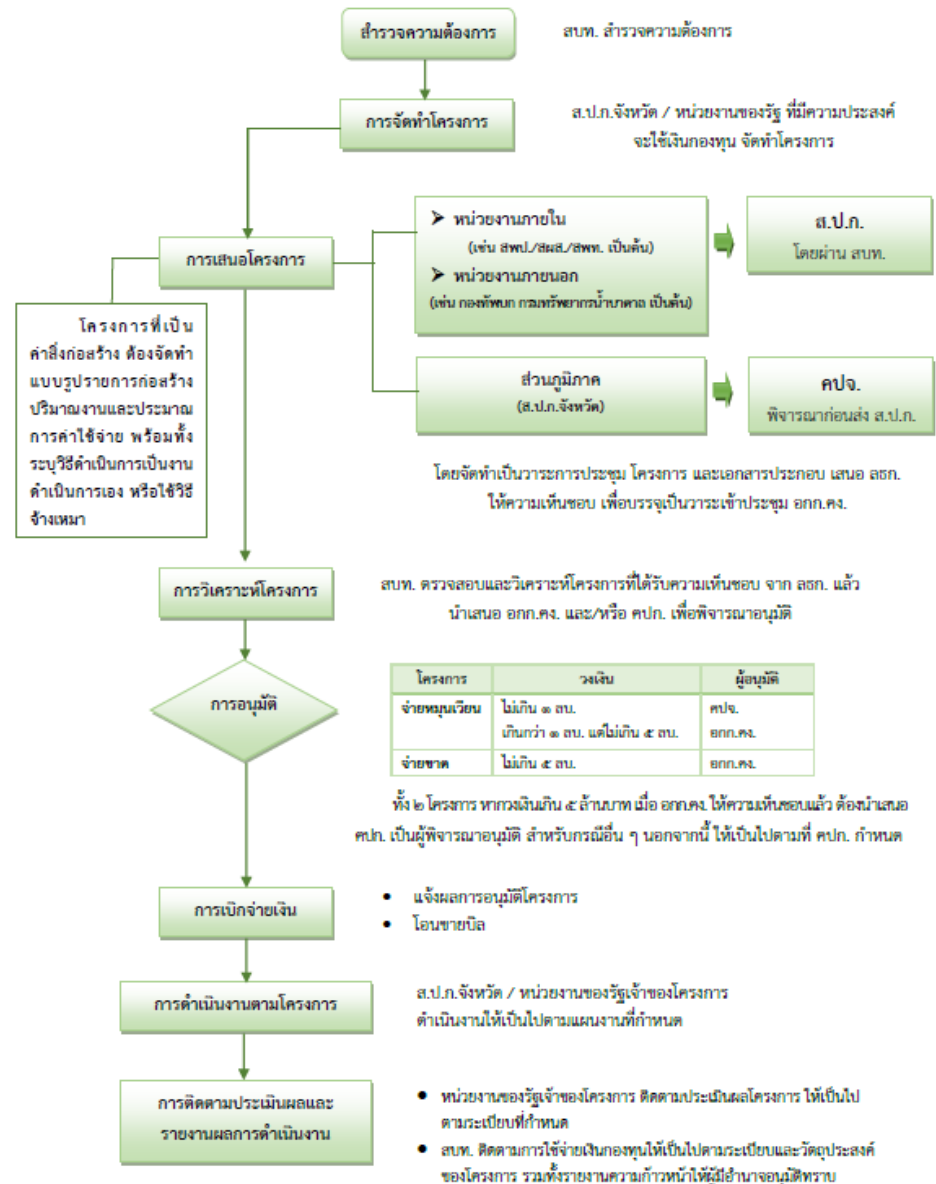 สำรวจความต้องการ
สบท. สำรวจความต้องการ
การจัดทำโครงการ
ส.ป.ก.จังหวัด / หน่วยงานของรัฐ ที่มีความประสงค์
จะใช้เงินกองทุน จัดทำโครงการ
การเสนอโครงการ
➤ หน่วยงานภายใน
(เช่น สพป./สผส./สพท. เป็นต้น)
➤ หน่วยงานภายนอก
(เช่น กองทัพบก กรมทรัพยากรน้ำบาดาล เป็นต้น)
ส.ป.ก.
โดยผ่าน สบท.
โครงการที่เป็น
ค่าสิ่งก่อสร้าง ต้องจัดทำ
แบบรูปรายการก่อสร้าง
ปริมาณงานและประมาณ
การค่าใช้จ่าย พร้อมทั้ง
ระบุวิธีดำเนินการเป็นงาน
ดำเนินการเอง หรือใช้วิธี
จ้างเหมา
ส่วนภูมิภาค
(ส.ป.ก.จังหวัด)
คปจ.
พิจารณาก่อนส่ง ส.ป.ก.
โดยจัดทำเป็นวาระการประชุม โครงการ และเอกสารประกอบ เสนอ ลธก.
ให้ความเห็นชอบ เพื่อบรรจุเป็นวาระเข้าประชุม อกก.คง.
การวิเคราะห์โครงการ
สบท. ตรวจสอบและวิเคราะห์โครงการที่ได้รับความเห็นชอบ จาก ลธก. แล้ว
นำเสนอ อกก.คง. และ/หรือ คปก. เพื่อพิจารณาอนุมัติ
การอนุมัติ
โครงการ วงเงิน ผู้อนุมัติ
จ่ายหมุนเวียน ไม่เกิน ๑ ลบ. คปจ.
เกินกว่า ๑ ลบ. แต่ไม่เกิน ๕ ลบ. อกก.คง.
จ่ายขาด ไม่เกิน ๕ ลบ. อกก.คง.
ทั้ง ๒ โครงการ หากวงเงินเกิน ๕ ล้านบาท เมื่อ อกก.คง. ให้ความเห็นชอบแล้ว ต้องนำเสนอ
คปก. เป็นผู้พิจารณาอนุมัติ สำหรับกรณีอื่น ๆ นอกจากนี้ ให้เป็นไปตามที่ คปก. กำหนด
การเบิกจ่ายเงิน
• แจ้งผลการอนุมัติโครงการ
• โอนขายบิล
การดำเนินงานตามโครงการ
ส.ป.ก.จังหวัด / หน่วยงานของรัฐเจ้าของโครงการ
ดำเนินงานให้เป็นไปตามแผนงานที่กำหนด
การติดตามประเมินผลและ
รายงานผลการดำเนินงาน
• หน่วยงานของรัฐเจ้าของโครงการ ติดตามประเมินผลโครงการ ให้เป็นไป
ตามระเบียบที่กำหนด
• สบท. ติดตามการใช้จ่ายเงินกองทุนให้เป็นไปตามระเบียบและวัตถุประสงค์
ของโครงการ รวมทั้งรายงานความก้าวหน้าให้ผู้มีอำนาจอนุมัติทราบ